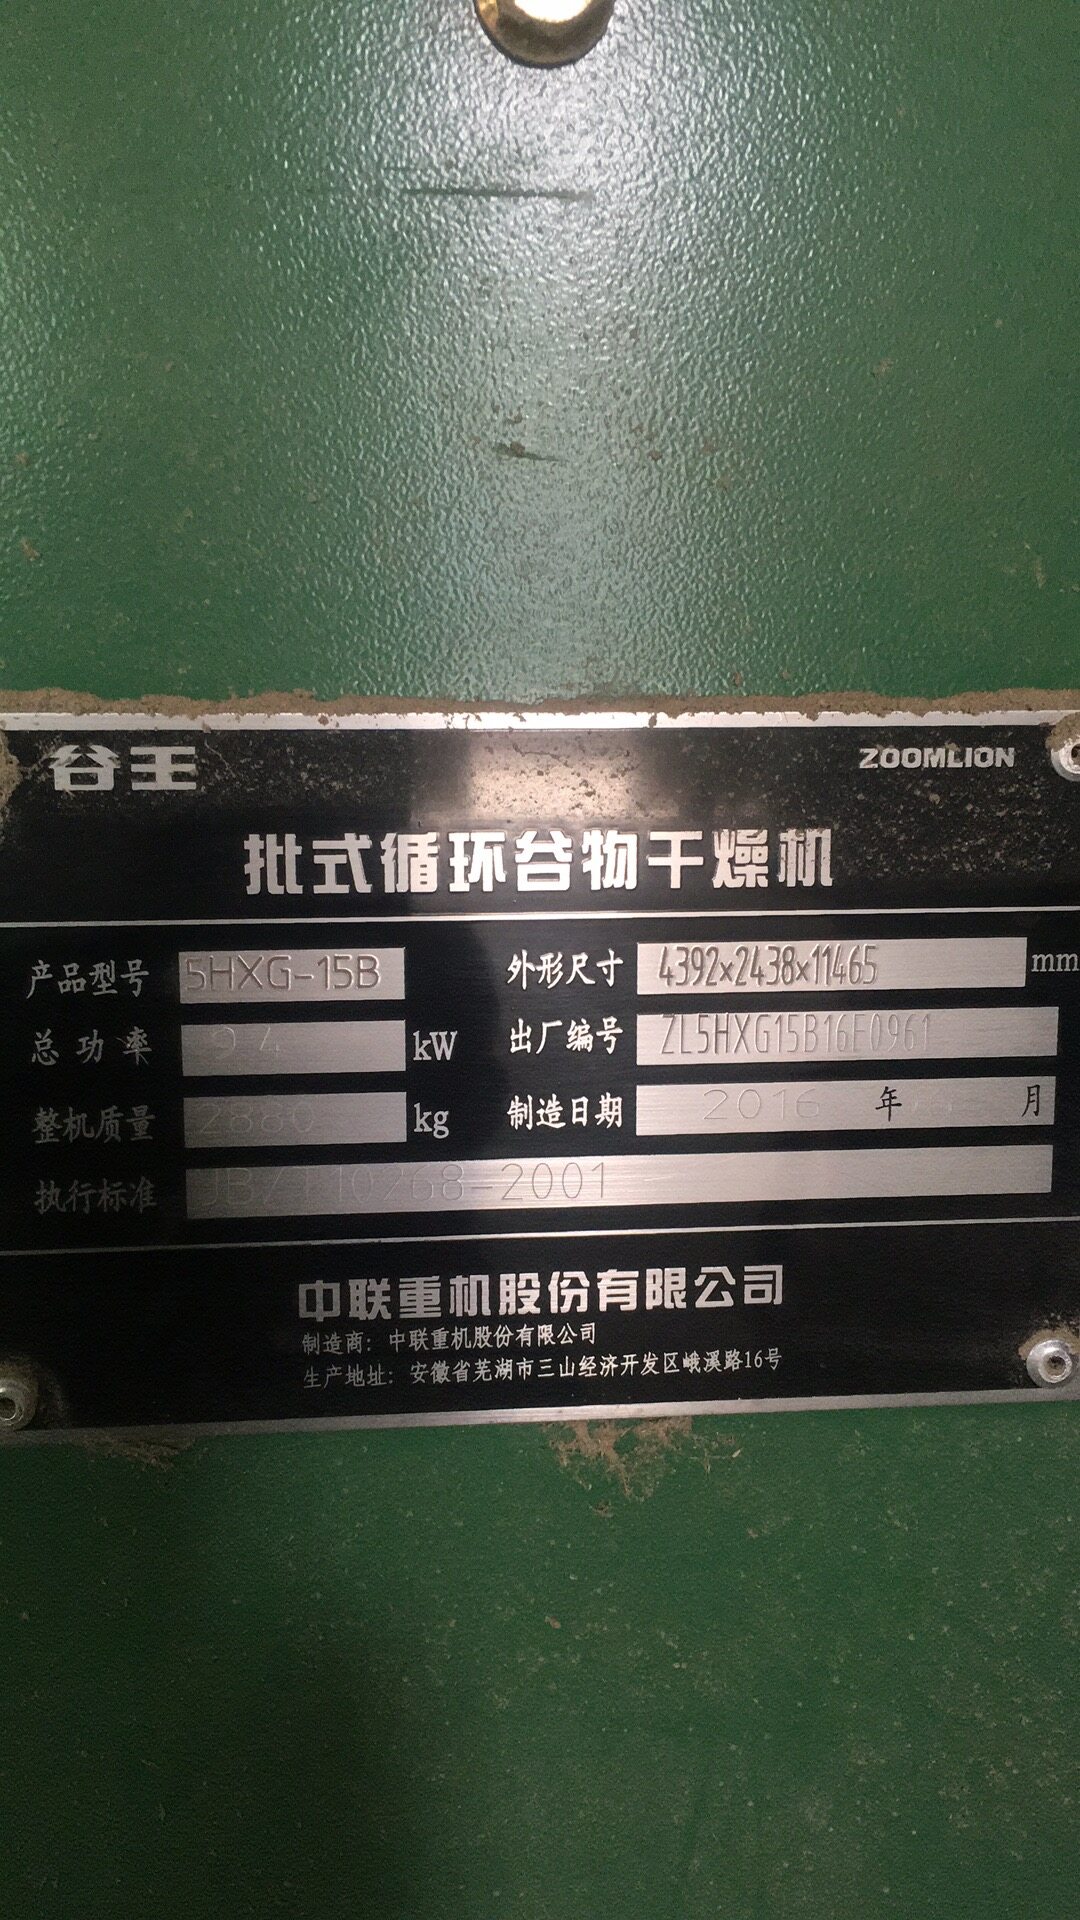 谷王 ZOOMLION
批式循环谷物干燥机
产品型号 5HXG-15B 外形尺寸 4392×2438×11465 mm
总功率 9.4 kW 出厂编号 ZL5HXG15B16E0961
整机质量 kg 制造日期 2016 年 月
执行标准 JB/T 10268-2001
中联重机股份有限公司
制造商：中联重机股份有限公司
生产地址：安徽省芜湖市三山经济开发区峨溪路16号